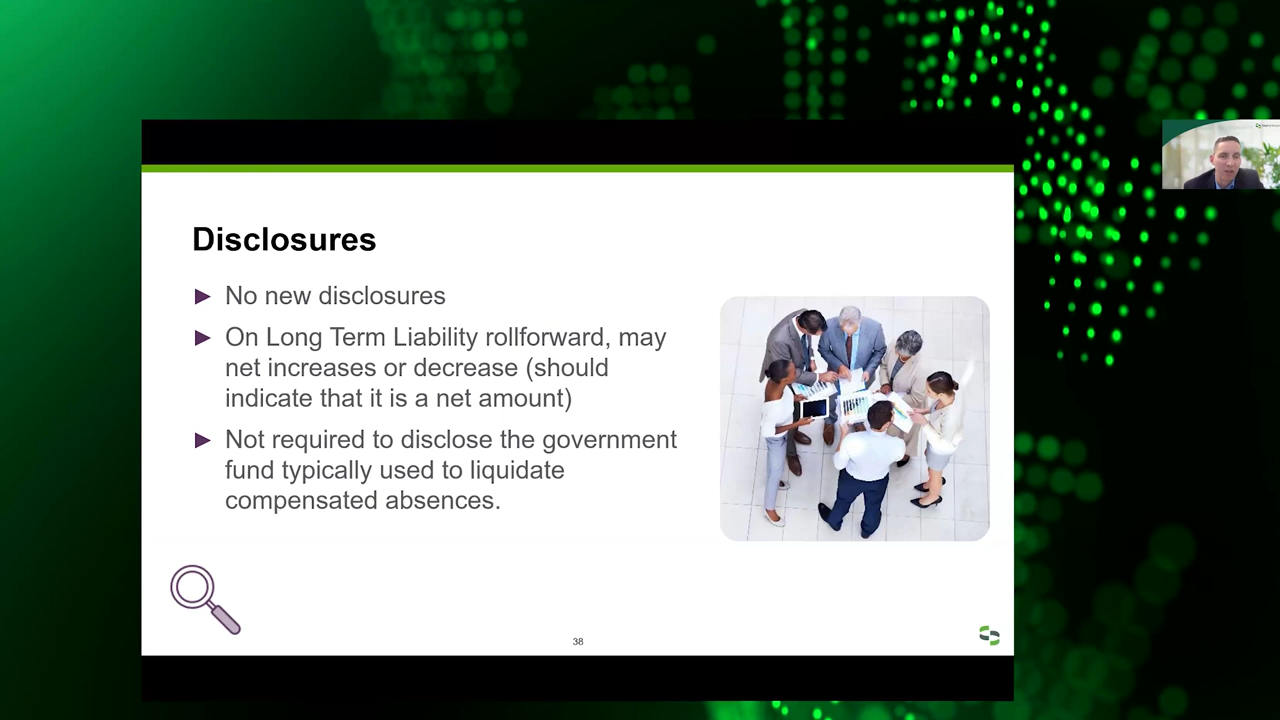 Disclosures
► No new disclosures
► On Long Term Liability rollforward, may
net increases or decrease (should
indicate that it is a net amount)
► Not required to disclose the government
fund typically used to liquidate
compensated absences.
38